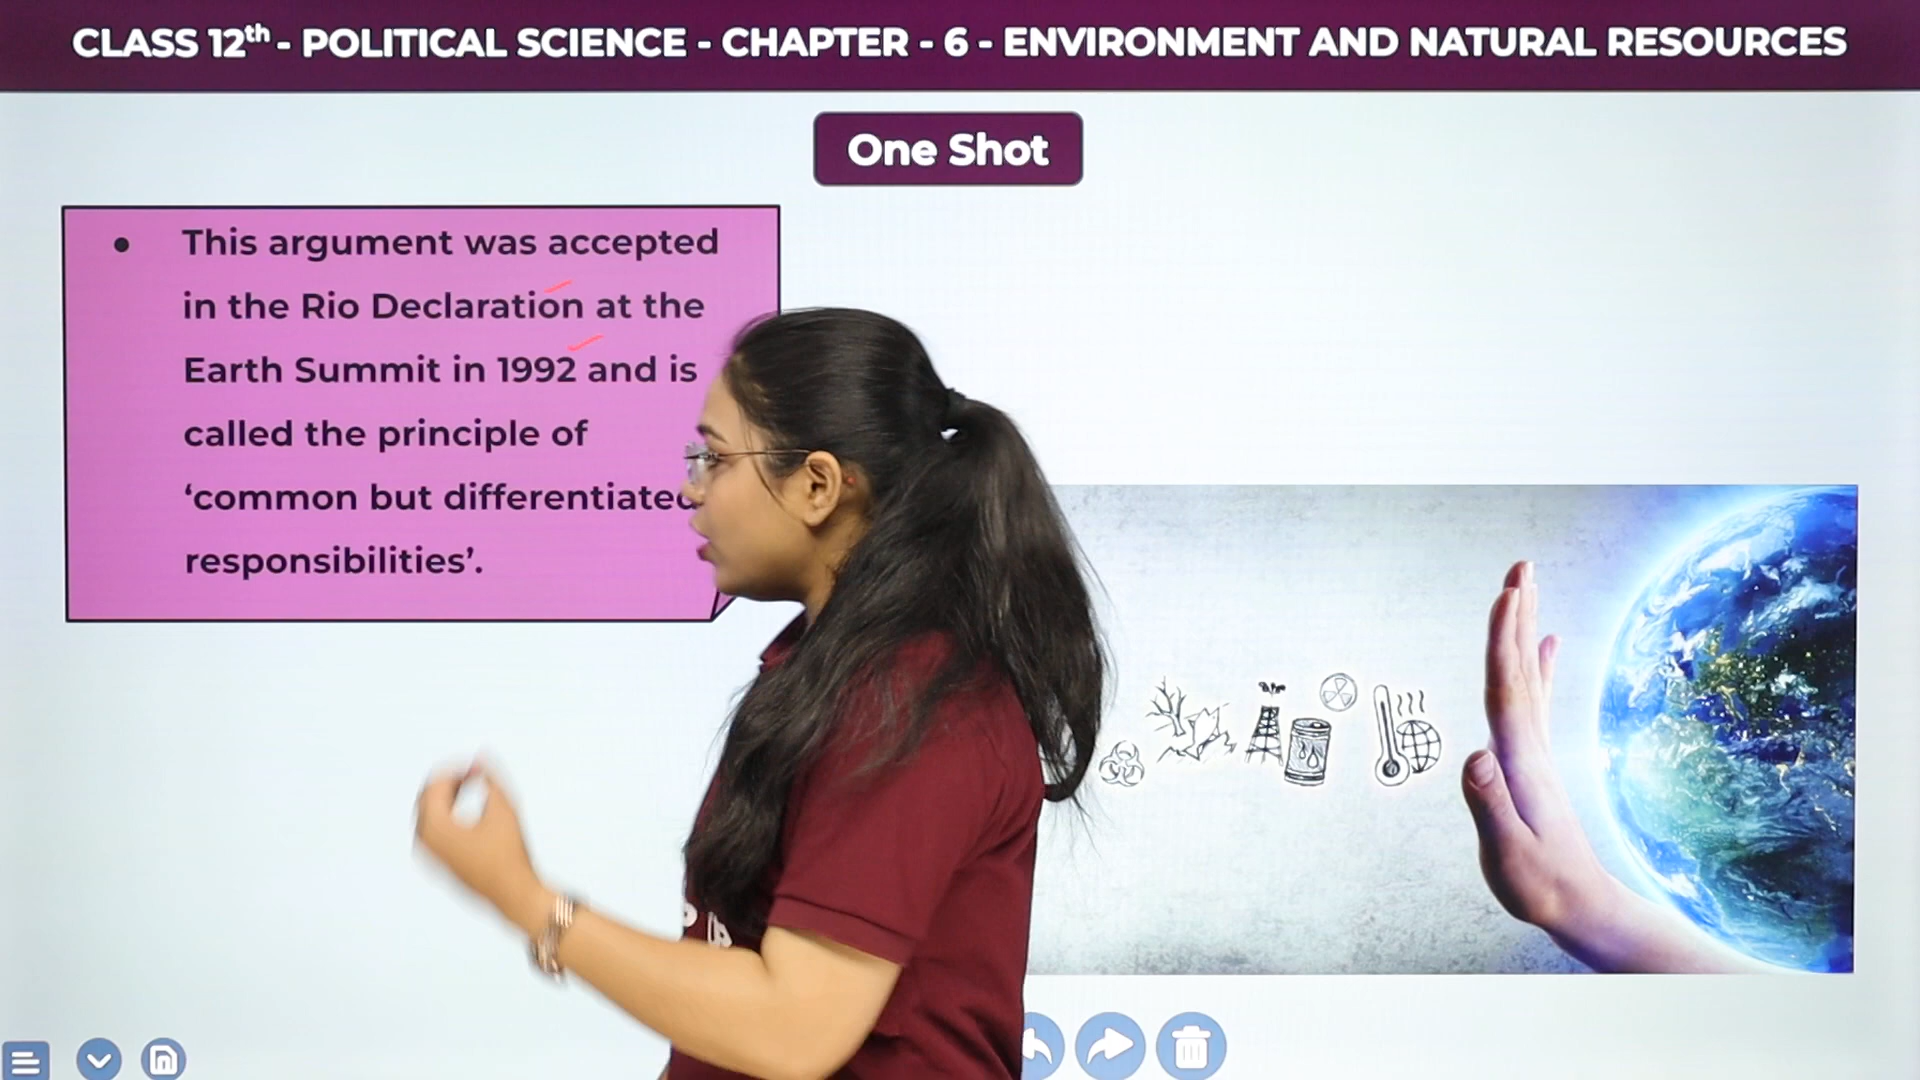 CLASS 12th - POLITICAL SCIENCE - CHAPTER - 6 - ENVIRONMENT AND NATURAL RESOURCES
One Shot
• This argument was accepted
in the Rio Declaration at the
Earth Summit in 1992 and is
called the principle of
‘common but differentiated
responsibilities’.